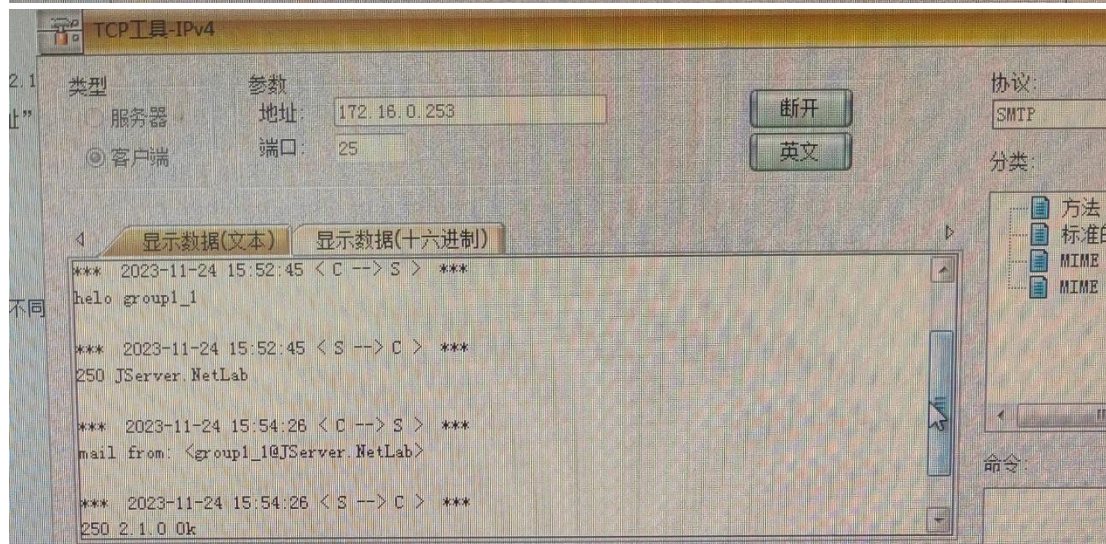 TCP工具-IPv4
2.1
类型
参数
协议:
服务器
地址: 172.16.0.253
断开
SMTP
客户端
端口: 25
英文
分类:
方法
显示数据(文本)
显示数据(十六进制)
标准的
MIME
MIME
*** 2023-11-24 15:52:45 < C --> S > ***
helo group1_1
不同
*** 2023-11-24 15:52:45 < S --> C > ***
250 JServer.NetLab
*** 2023-11-24 15:54:26 < C --> S > ***
mail from: <group1_1@JServer.NetLab>
命令:
*** 2023-11-24 15:54:26 < S --> C > ***
250 2.1.0 Ok